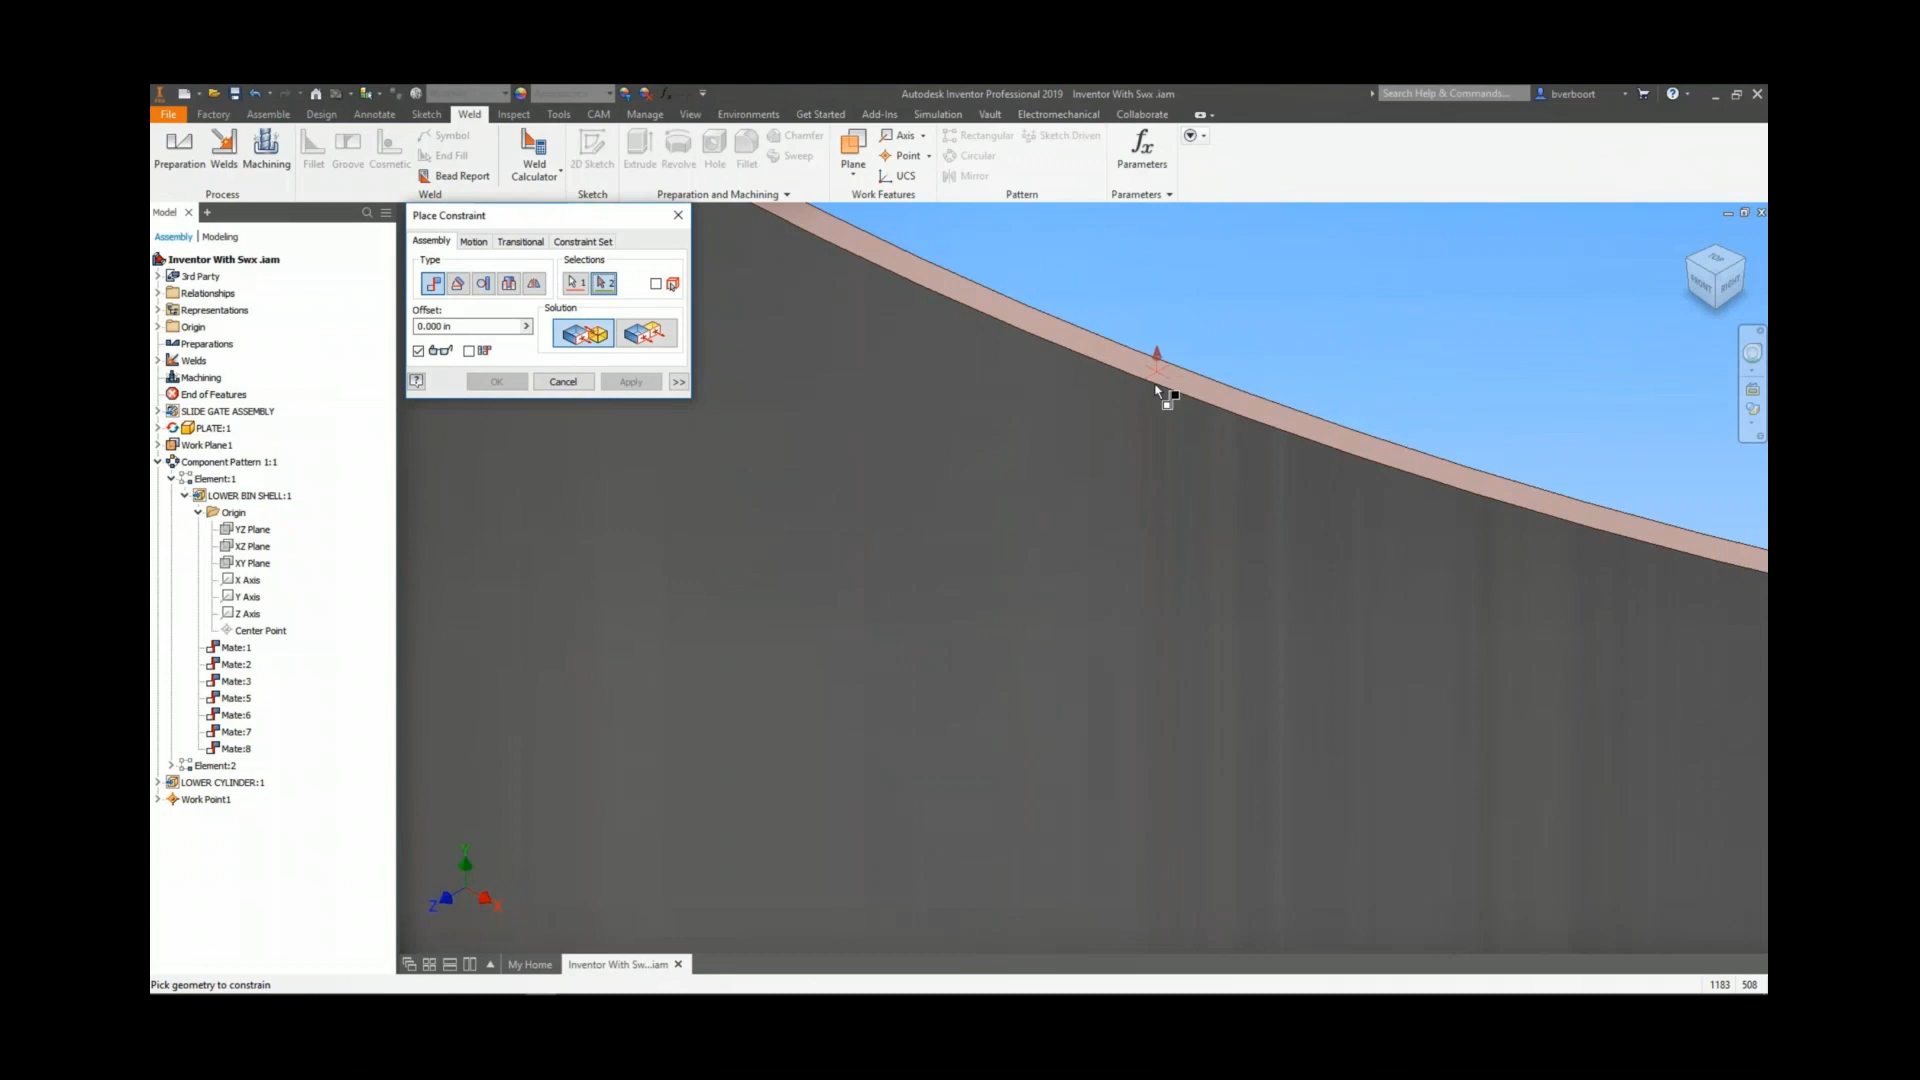 Autodesk Inventor Professional 2019 Inventor With Swx .iam
Search Help & Commands...
bverboort
File Factory Assemble Design Annotate Sketch Weld Inspect Tools CAM Manage View Environments Get Started Add-Ins Simulation Vault Electromechanical Collaborate
Preparation Welds Machining
Process
Fillet Groove Cosmetic
Symbol
End Fill
Bead Report
Weld
Weld Calculator
2D Sketch
Sketch
Extrude Revolve Hole Fillet
Chamfer
Sweep
Preparation and Machining
Plane
Axis
Point
UCS
Work Features
Rectangular Sketch Driven
Circular
Mirror
Pattern
fx
Parameters
Parameters
Model
Assembly | Modeling
Inventor With Swx .iam
3rd Party
Relationships
Representations
Origin
Preparations
Welds
Machining
End of Features
SLIDE GATE ASSEMBLY
PLATE:1
Work Plane1
Component Pattern 1:1
Element:1
LOWER BIN SHELL:1
Origin
YZ Plane
XZ Plane
XY Plane
X Axis
Y Axis
Z Axis
Center Point
Mate:1
Mate:2
Mate:3
Mate:5
Mate:6
Mate:7
Mate:8
Element:2
LOWER CYLINDER:1
Work Point1
Place Constraint
Assembly Motion Transitional Constraint Set
Type
Selections
1 2
Offset:
0.000 in
Solution
OK Cancel Apply >>
TOP
FRONT RIGHT
Y
Z X
My Home Inventor With Sw...iam
Pick geometry to constrain
1183 508